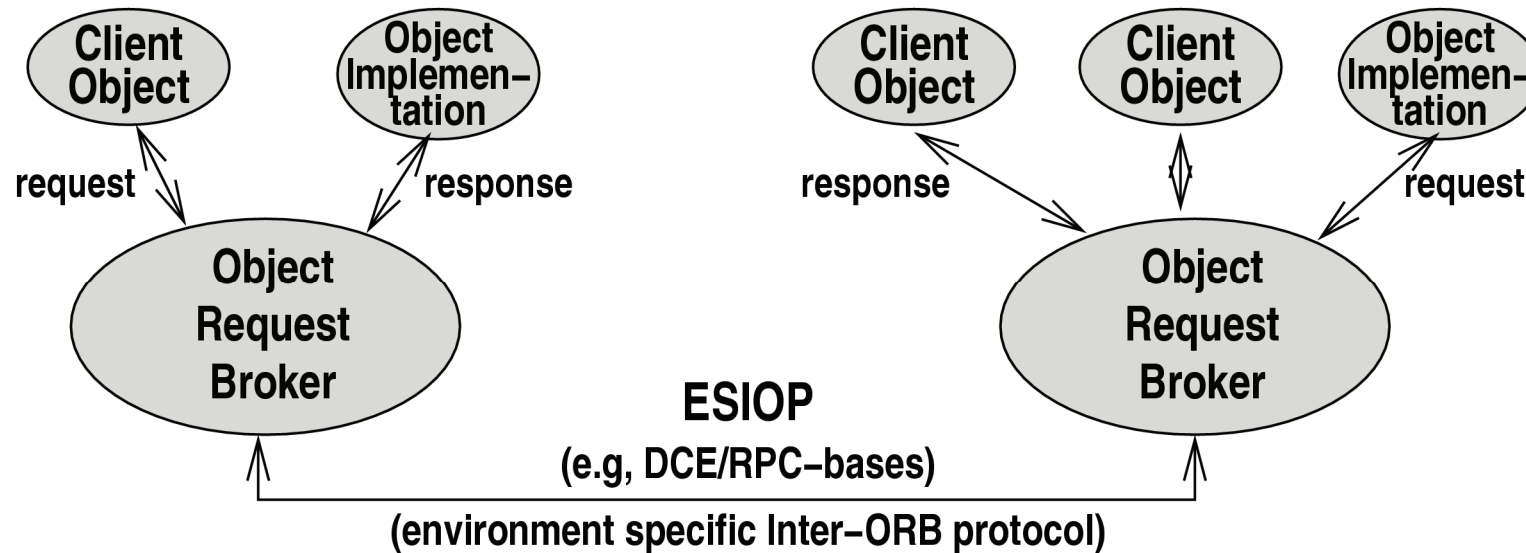 Client
Object
Object
Implemen–
tation
Client
Object
Client
Object
Object
Implemen–
tation
request
response
response
request
Object
Request
Broker
Object
Request
Broker
ESIOP
(e.g, DCE/RPC–bases)
(environment specific Inter–ORB protocol)